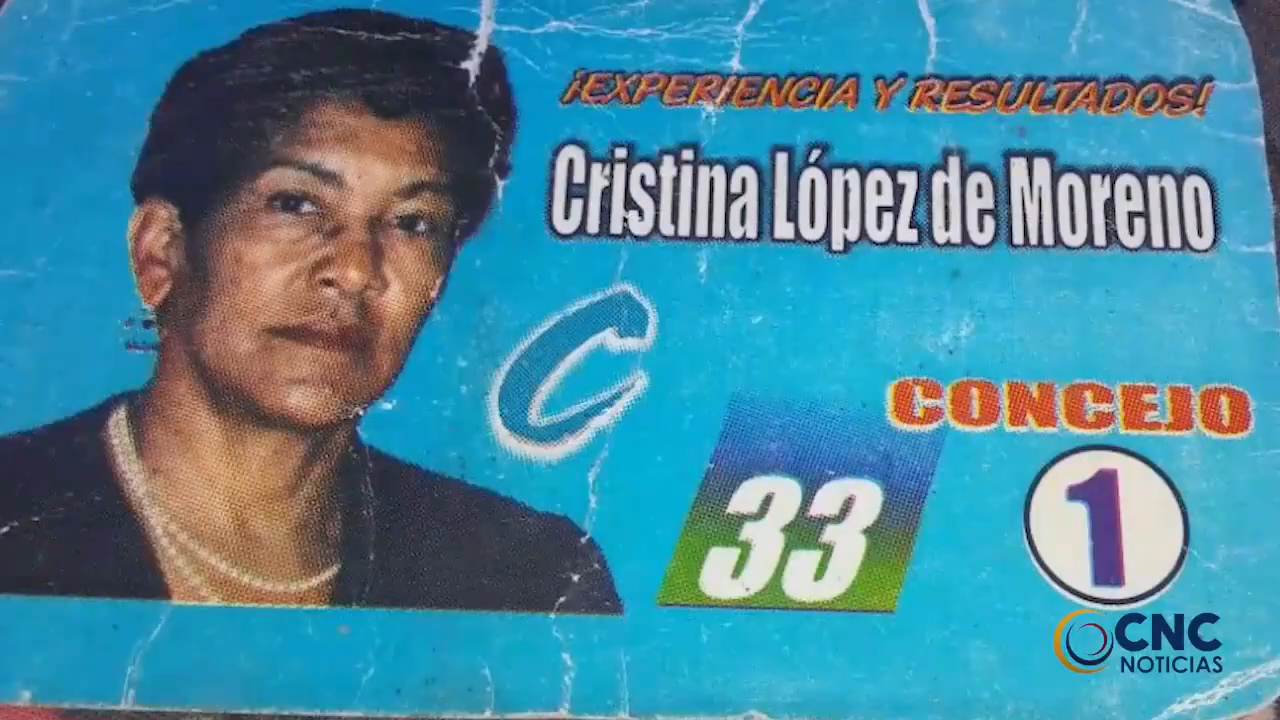 ¡EXPERIENCIA Y RESULTADOS!
Cristina López de Moreno
C
33
CONCEJO
1
CNC
NOTICIAS